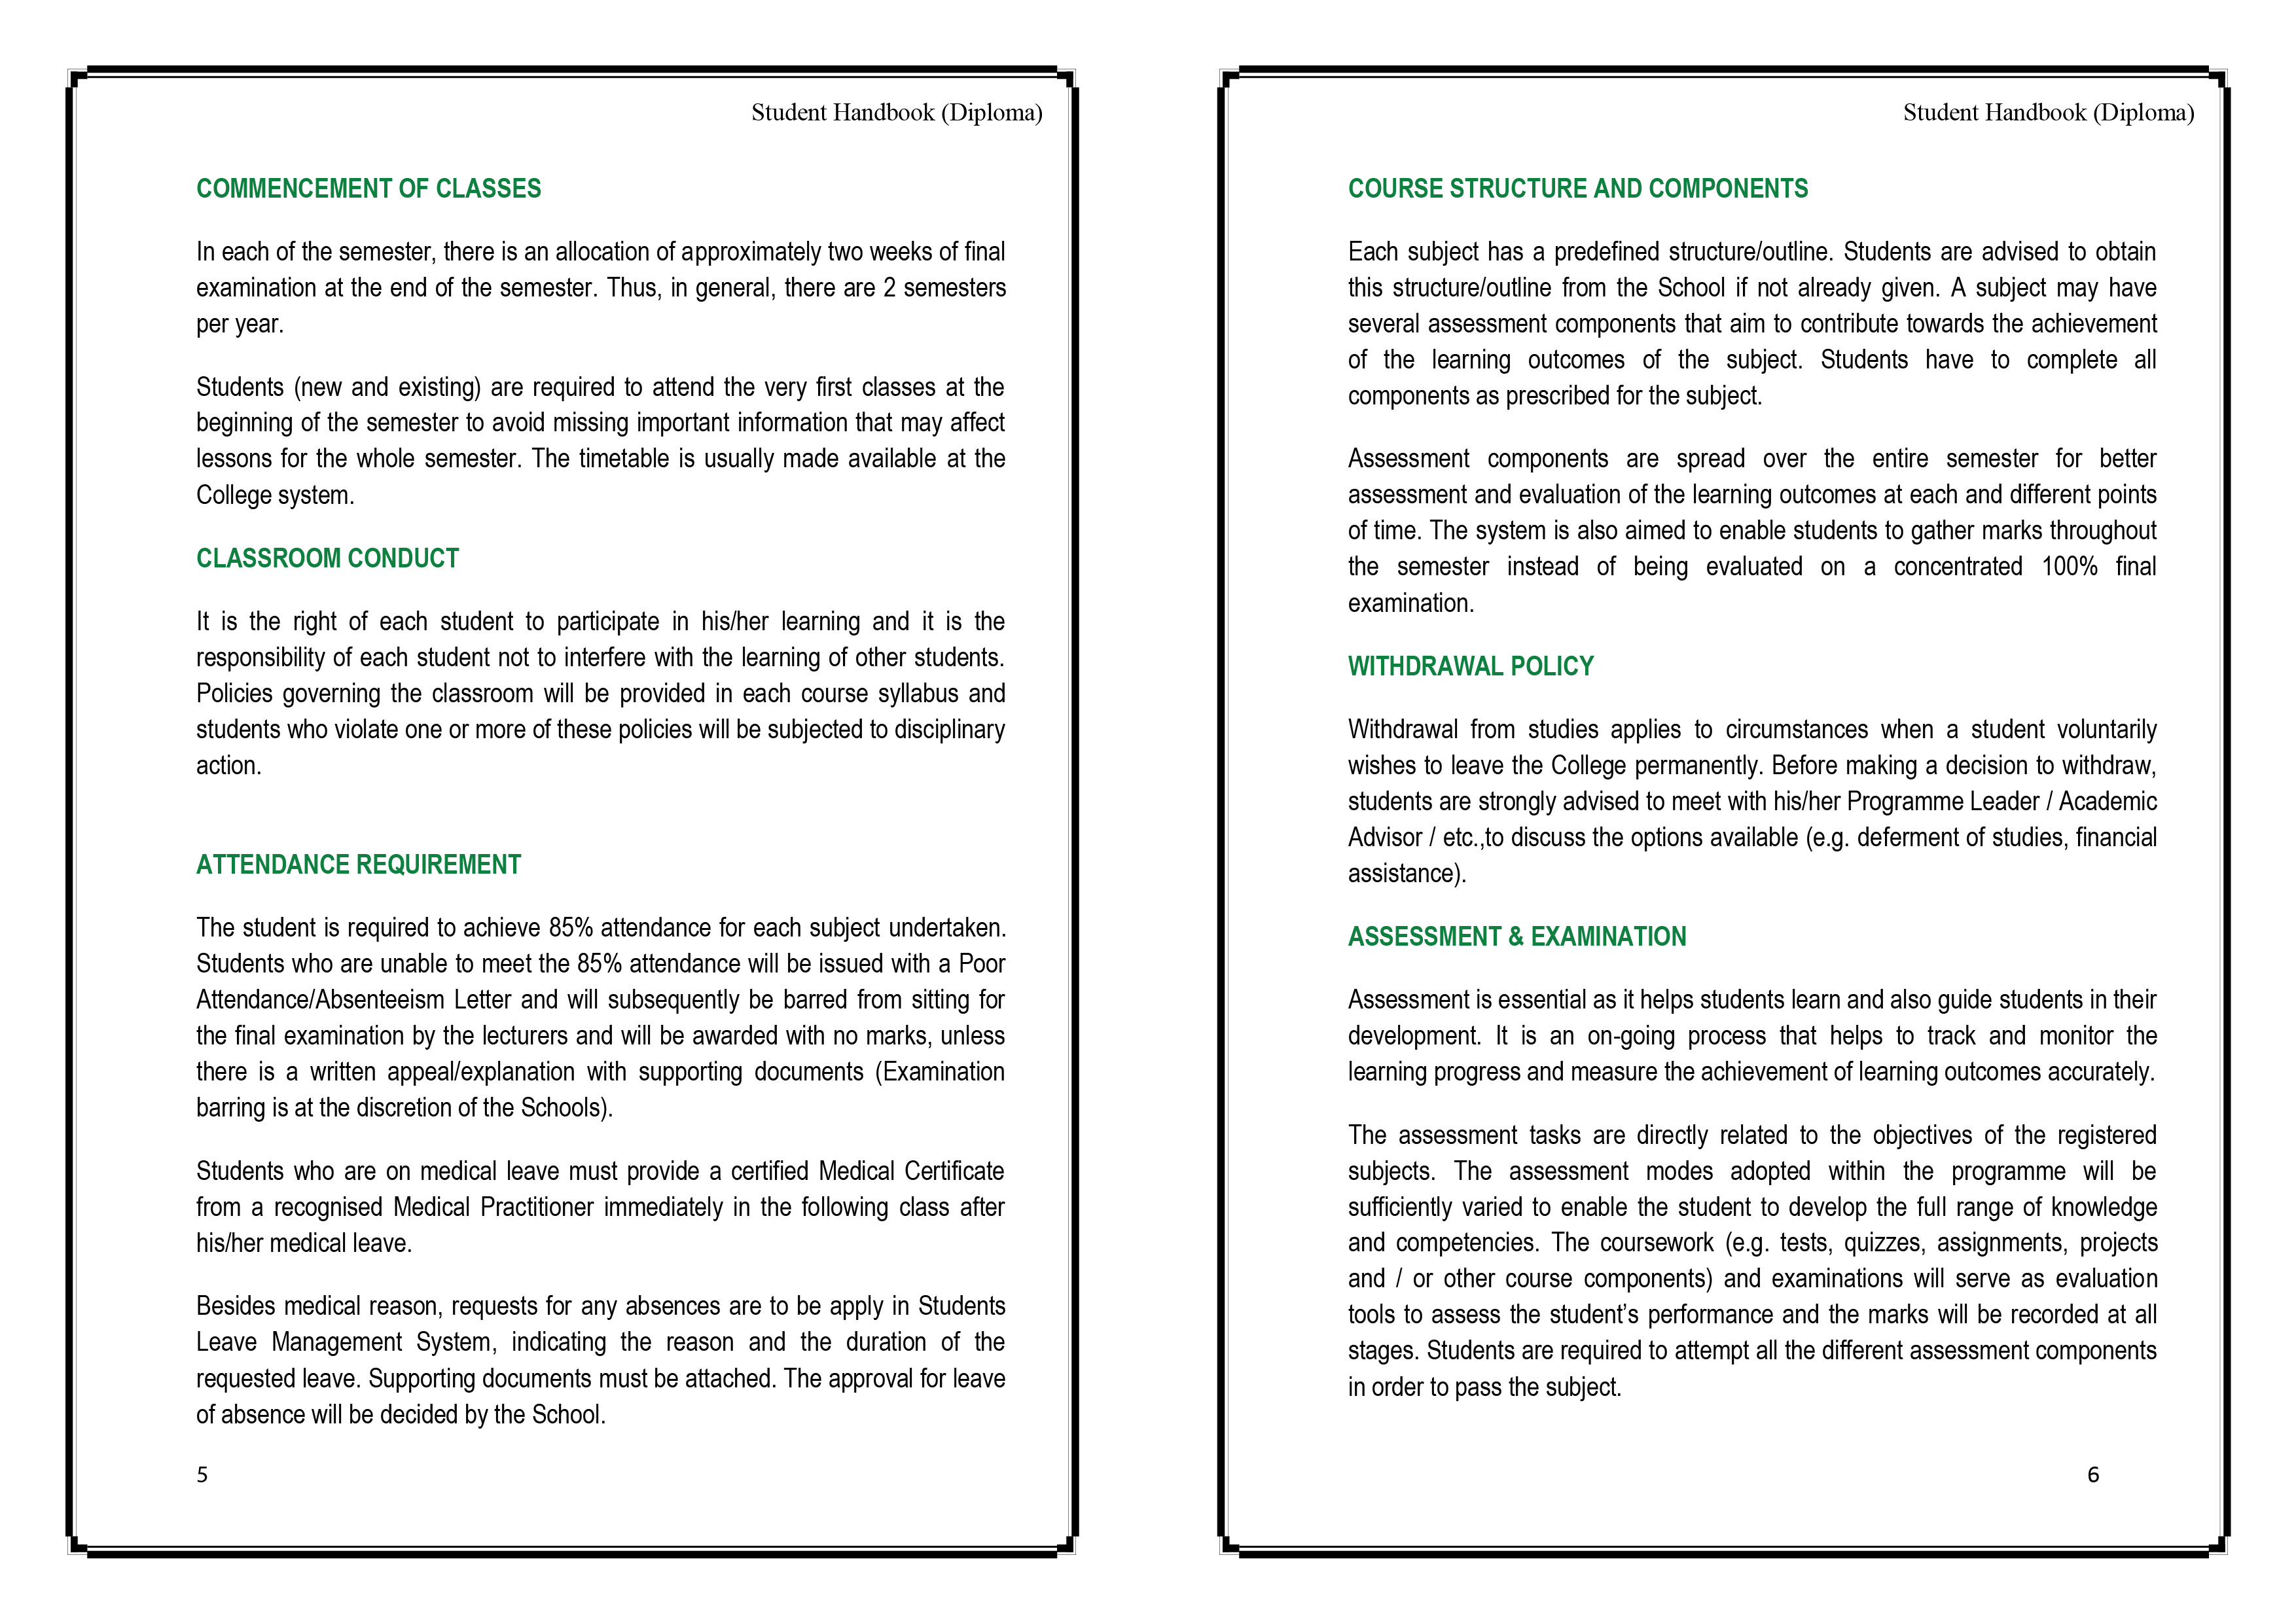 Student Handbook (Diploma)
COMMENCEMENT OF CLASSES
In each of the semester, there is an allocation of approximately two weeks of final
examination at the end of the semester. Thus, in general, there are 2 semesters
per year.
Students (new and existing) are required to attend the very first classes at the
beginning of the semester to avoid missing important information that may affect
lessons for the whole semester. The timetable is usually made available at the
College system.
CLASSROOM CONDUCT
It is the right of each student to participate in his/her learning and it is the
responsibility of each student not to interfere with the learning of other students.
Policies governing the classroom will be provided in each course syllabus and
students who violate one or more of these policies will be subjected to disciplinary
action.
ATTENDANCE REQUIREMENT
The student is required to achieve 85% attendance for each subject undertaken.
Students who are unable to meet the 85% attendance will be issued with a Poor
Attendance/Absenteeism Letter and will subsequently be barred from sitting for
the final examination by the lecturers and will be awarded with no marks, unless
there is a written appeal/explanation with supporting documents (Examination
barring is at the discretion of the Schools).
Students who are on medical leave must provide a certified Medical Certificate
from a recognised Medical Practitioner immediately in the following class after
his/her medical leave.
Besides medical reason, requests for any absences are to be apply in Students
Leave Management System, indicating the reason and the duration of the
requested leave. Supporting documents must be attached. The approval for leave
of absence will be decided by the School.
5
Student Handbook (Diploma)
COURSE STRUCTURE AND COMPONENTS
Each subject has a predefined structure/outline. Students are advised to obtain
this structure/outline from the School if not already given. A subject may have
several assessment components that aim to contribute towards the achievement
of the learning outcomes of the subject. Students have to complete all
components as prescribed for the subject.
Assessment components are spread over the entire semester for better
assessment and evaluation of the learning outcomes at each and different points
of time. The system is also aimed to enable students to gather marks throughout
the semester instead of being evaluated on a concentrated 100% final
examination.
WITHDRAWAL POLICY
Withdrawal from studies applies to circumstances when a student voluntarily
wishes to leave the College permanently. Before making a decision to withdraw,
students are strongly advised to meet with his/her Programme Leader / Academic
Advisor / etc.,to discuss the options available (e.g. deferment of studies, financial
assistance).
ASSESSMENT & EXAMINATION
Assessment is essential as it helps students learn and also guide students in their
development. It is an on-going process that helps to track and monitor the
learning progress and measure the achievement of learning outcomes accurately.
The assessment tasks are directly related to the objectives of the registered
subjects. The assessment modes adopted within the programme will be
sufficiently varied to enable the student to develop the full range of knowledge
and competencies. The coursework (e.g. tests, quizzes, assignments, projects
and / or other course components) and examinations will serve as evaluation
tools to assess the student’s performance and the marks will be recorded at all
stages. Students are required to attempt all the different assessment components
in order to pass the subject.
6